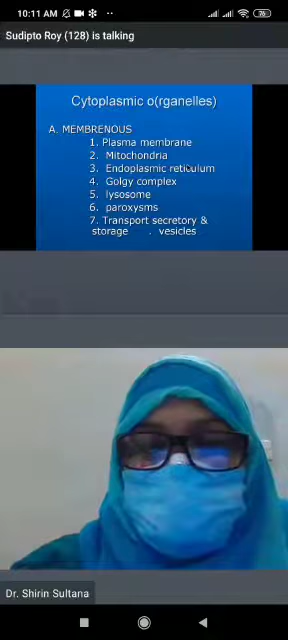 10:11 AM
76
Sudipto Roy (128) is talking
Cytoplasmic o(rganelles)
A. MEMBRENOUS
1. Plasma membrane
2. Mitochondria
3. Endoplasmic reticulum
4. Golgy complex
5. lysosome
6. paroxysms
7. Transport secretory &
storage . vesicles
Dr. Shirin Sultana